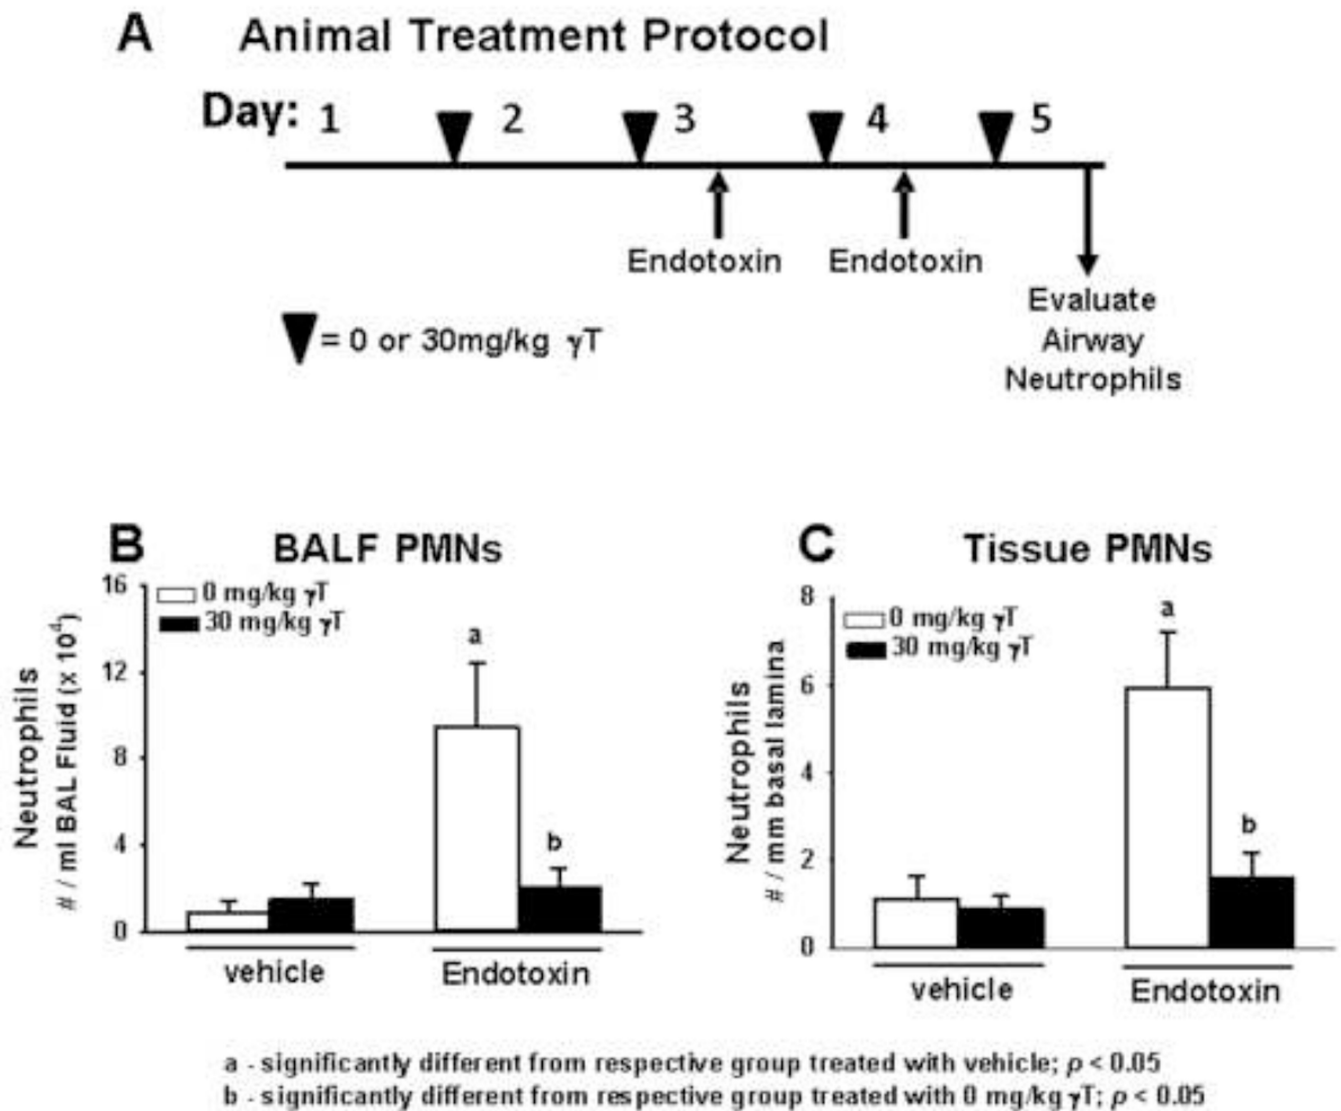 A Animal Treatment Protocol
Day: 1 2 3 4 5
Endotoxin Endotoxin
Evaluate
Airway
Neutrophils
= 0 or 30mg/kg γT
B BALF PMNs
0 mg/kg γT
30 mg/kg γT
Neutrophils
# / ml BAL Fluid (x 10⁴)
16
12
8
4
0
a
b
vehicle Endotoxin
C Tissue PMNs
0 mg/kg γT
30 mg/kg γT
Neutrophils
# / mm basal lamina
8
6
4
2
0
a
b
vehicle Endotoxin
a - significantly different from respective group treated with vehicle; p < 0.05
b - significantly different from respective group treated with 0 mg/kg γT; p < 0.05